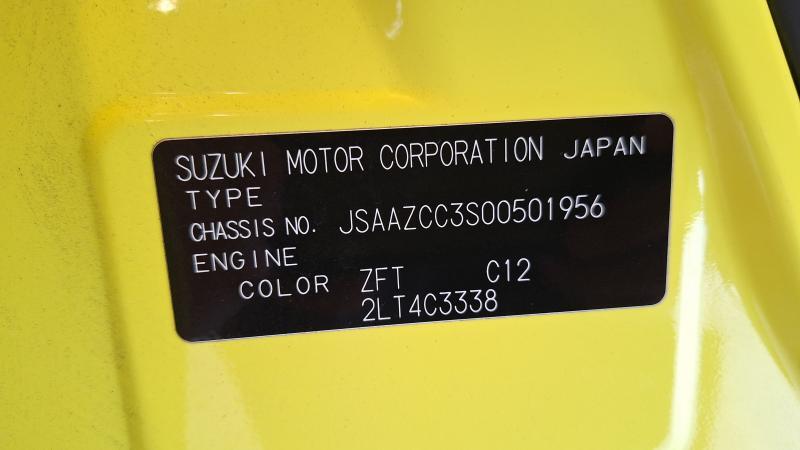 SUZUKI MOTOR CORPORATION JAPAN
TYPE
CHASSIS NO. JSAAZCC3S00501956
ENGINE
COLOR ZFT C12
2LT4C3338